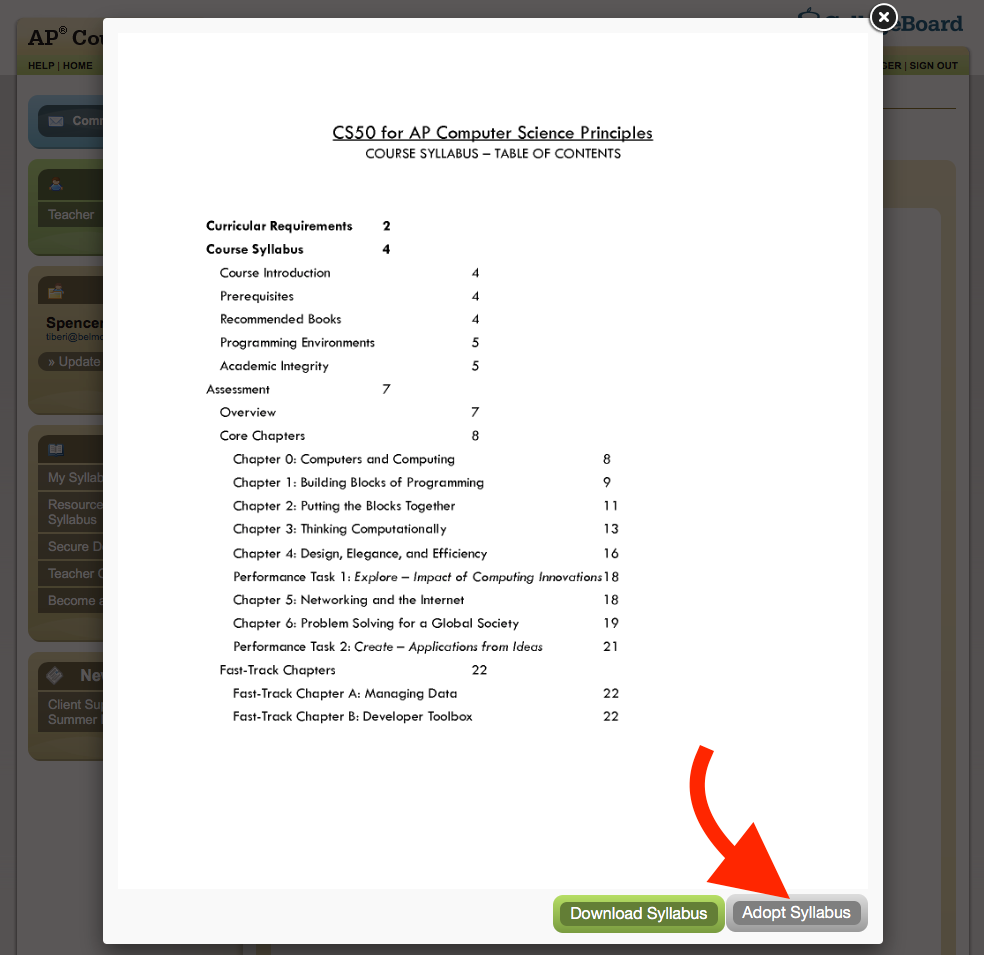 AP® Cou
eBoard
HELP | HOME
GER | SIGN OUT
Comm
Teacher
Spencer
tiberi@belmo
» Update
My Syllab
Resource
Syllabus
Secure D
Teacher C
Become a
Ne
Client Sup
Summer
CS50 for AP Computer Science Principles
COURSE SYLLABUS – TABLE OF CONTENTS
Curricular Requirements 2
Course Syllabus 4
Course Introduction 4
Prerequisites 4
Recommended Books 4
Programming Environments 5
Academic Integrity 5
Assessment 7
Overview 7
Core Chapters 8
Chapter 0: Computers and Computing 8
Chapter 1: Building Blocks of Programming 9
Chapter 2: Putting the Blocks Together 11
Chapter 3: Thinking Computationally 13
Chapter 4: Design, Elegance, and Efficiency 16
Performance Task 1: Explore – Impact of Computing Innovations 18
Chapter 5: Networking and the Internet 18
Chapter 6: Problem Solving for a Global Society 19
Performance Task 2: Create – Applications from Ideas 21
Fast-Track Chapters 22
Fast-Track Chapter A: Managing Data 22
Fast-Track Chapter B: Developer Toolbox 22
Download Syllabus
Adopt Syllabus